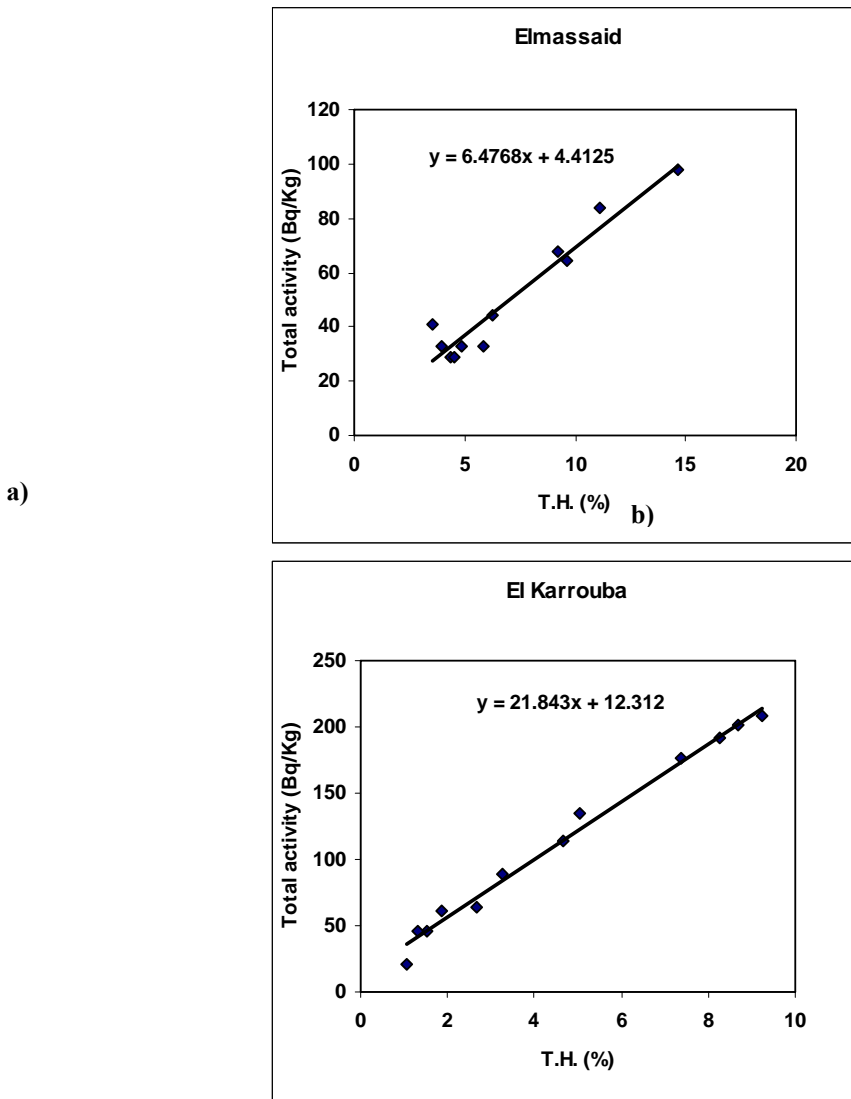 Elmassaid
120
y = 6.4768x + 4.4125
100
80
60
40
20
0
Total activity (Bq/Kg)
0 5 10 15 20
T.H. (%)
a)
b)
El Karrouba
250
y = 21.843x + 12.312
200
150
100
50
0
Total activity (Bq/Kg)
0 2 4 6 8 10
T.H. (%)